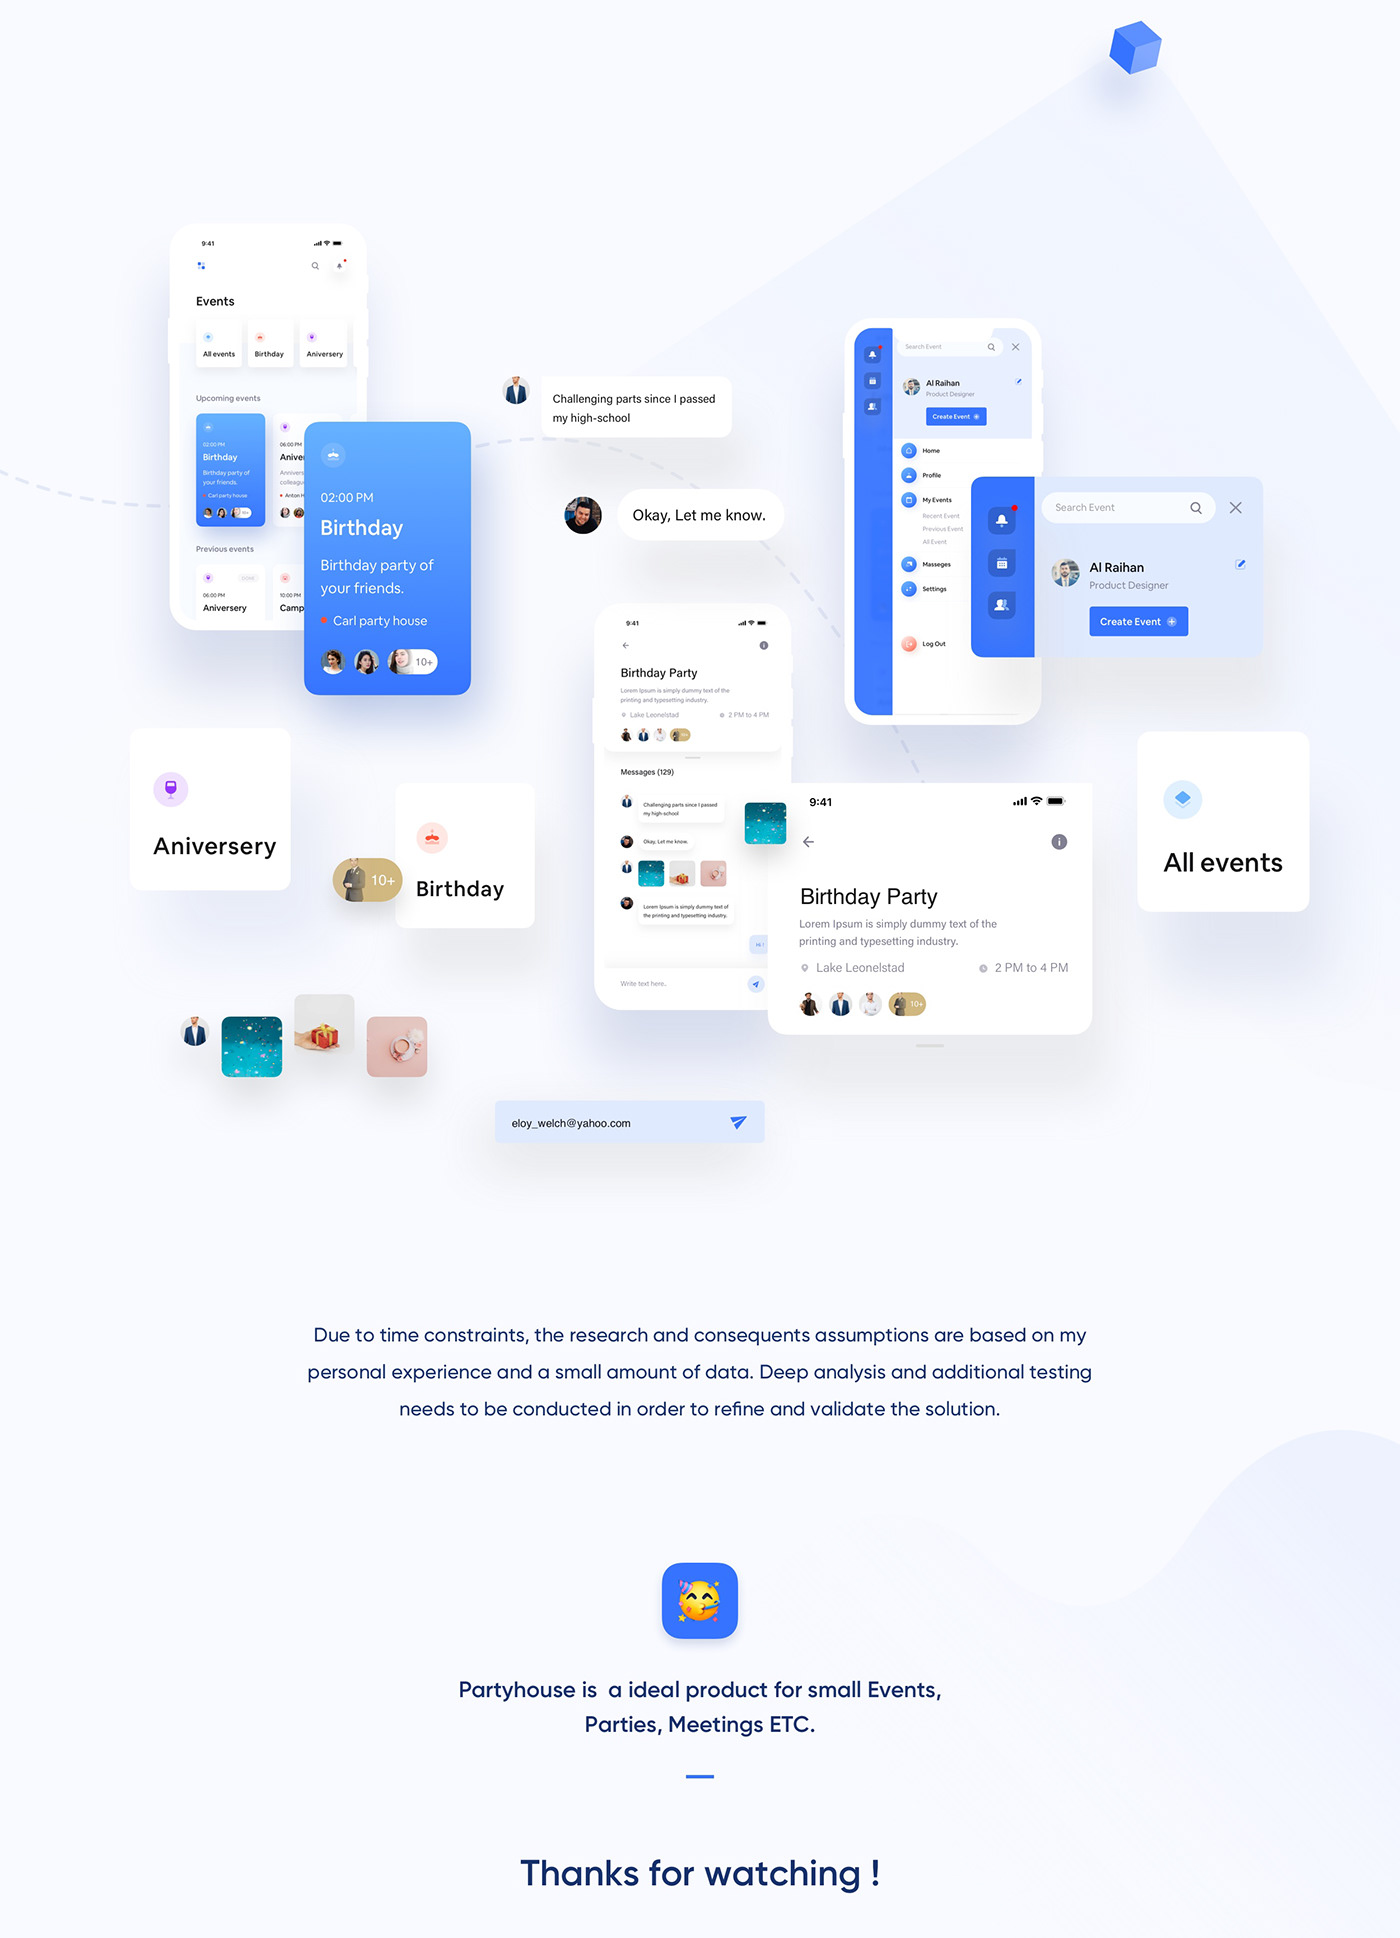 9:41
Events
All events
Birthday
Aniversery
Upcoming events
02:00 PM
Birthday
Birthday party of
your friends.
Carl party house
10+
06:00 PM
Previous events
DONE
06:00 PM
Aniversery
10:00 PM
02:00 PM
Birthday
Birthday party of
your friends.
Carl party house
10+
Challenging parts since I passed
my high-school
Okay, Let me know.
Search Event
Al Raihan
Product Designer
Create Event
Home
Profile
My Events
Recent Event
Previous Event
All Event
Masseges
Settings
Log Out
Search Event
Al Raihan
Product Designer
Create Event
9:41
Birthday Party
Lorem Ipsum is simply dummy text of the
printing and typesetting industry.
Lake Leonelstad
2 PM to 4 PM
10+
Messages (129)
Challenging parts since I passed
my high-school
Okay, Let me know.
Lorem Ipsum is simply dummy text of
the printing and typesetting industry.
Hi !
Write text here..
Aniversery
10+
Birthday
9:41
Birthday Party
Lorem Ipsum is simply dummy text of the
printing and typesetting industry.
Lake Leonelstad
2 PM to 4 PM
10+
All events
eloy_welch@yahoo.com
Due to time constraints, the research and consequents assumptions are based on my
personal experience and a small amount of data. Deep analysis and additional testing
needs to be conducted in order to refine and validate the solution.
Partyhouse is a ideal product for small Events,
Parties, Meetings ETC.
Thanks for watching !